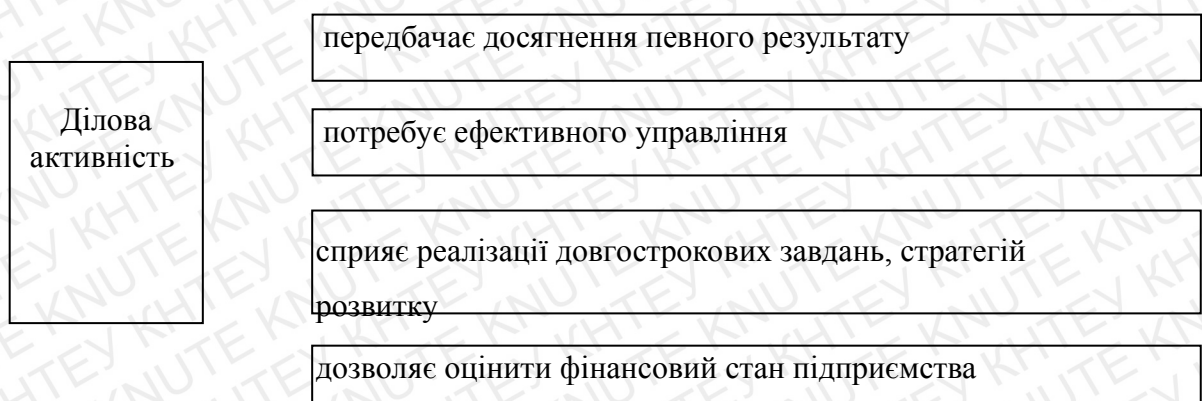 передбачає досягнення певного результату
Ділова
активність
потребує ефективного управління
сприяє реалізації довгострокових завдань, стратегій
розвитку
дозволяє оцінити фінансовий стан підприємства